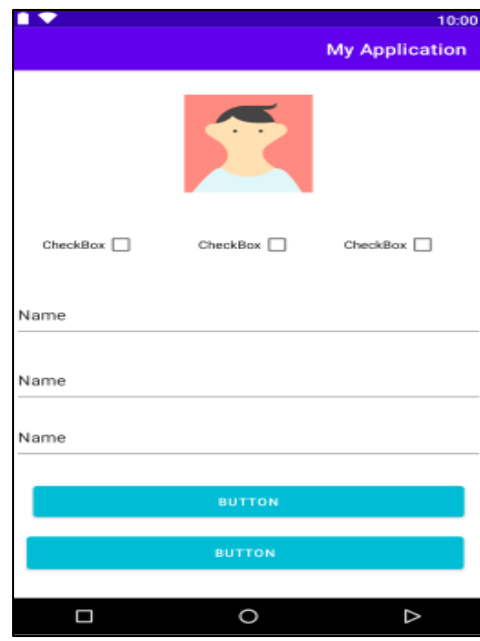 10:00
My Application
CheckBox CheckBox CheckBox
Name
Name
Name
BUTTON
BUTTON